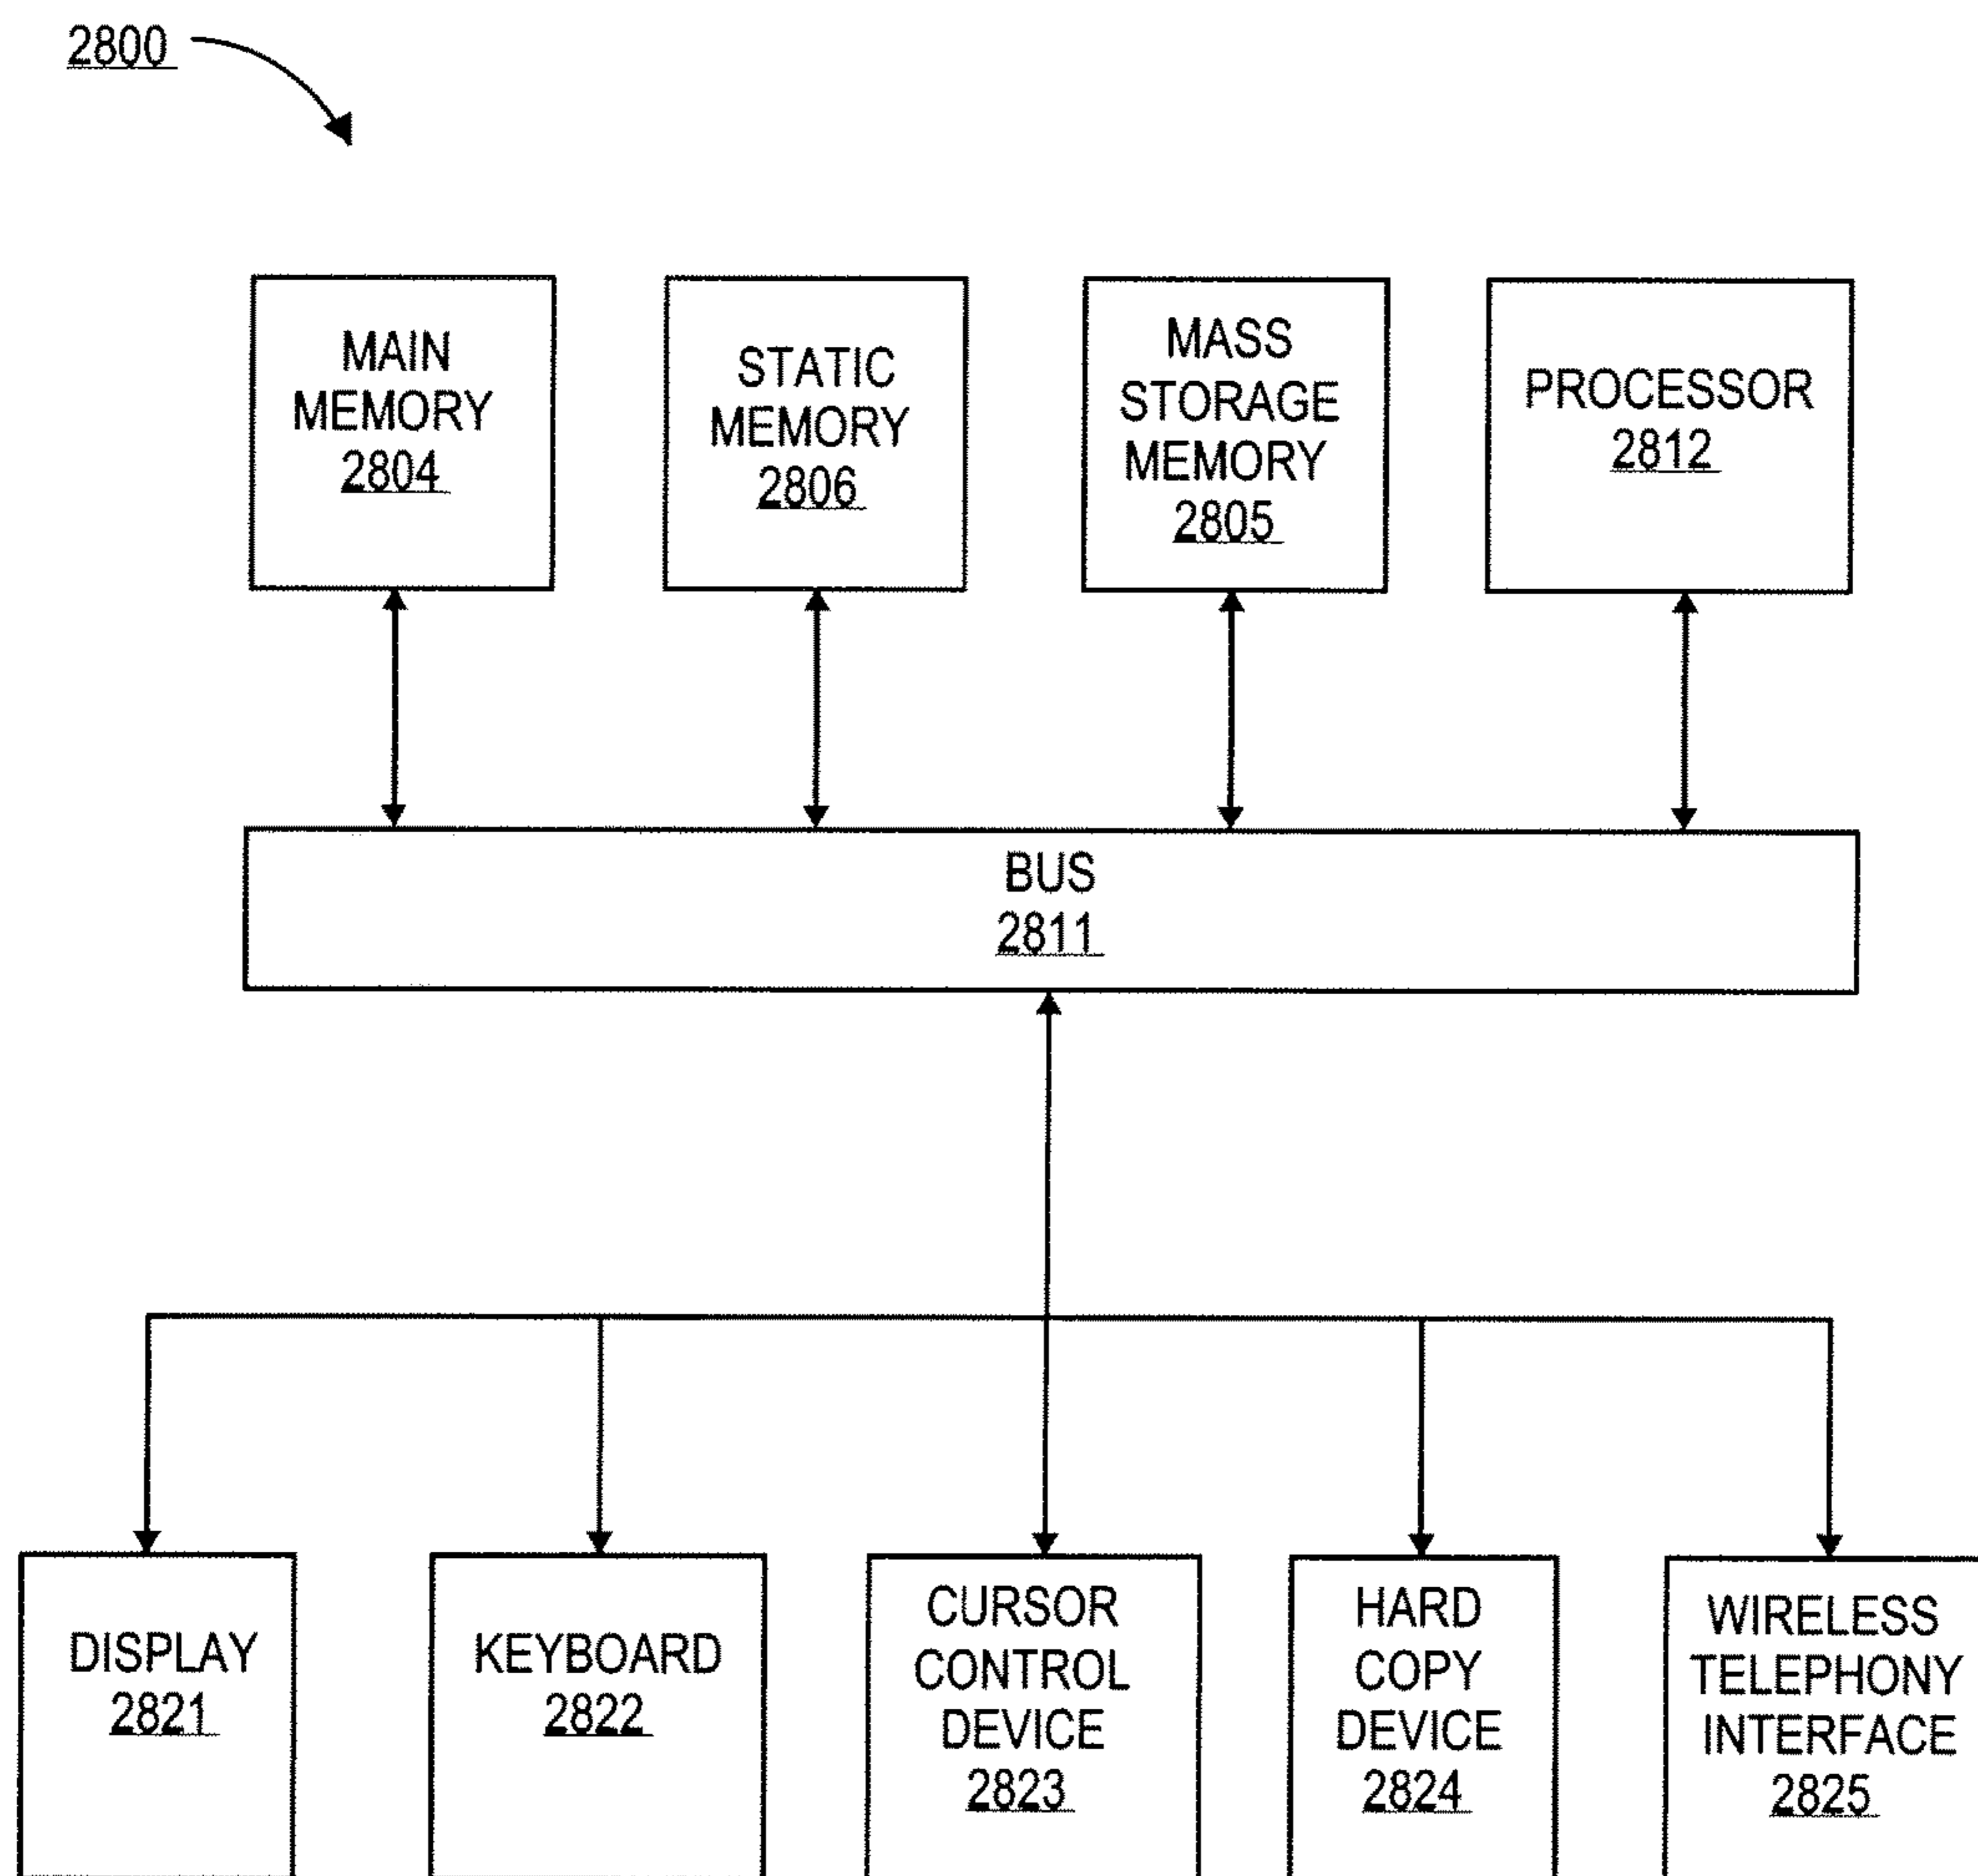 2800
MAIN
MEMORY
2804
STATIC
MEMORY
2806
MASS
STORAGE
MEMORY
2805
PROCESSOR
2812
BUS
2811
DISPLAY
2821
KEYBOARD
2822
CURSOR
CONTROL
DEVICE
2823
HARD
COPY
DEVICE
2824
WIRELESS
TELEPHONY
INTERFACE
2825